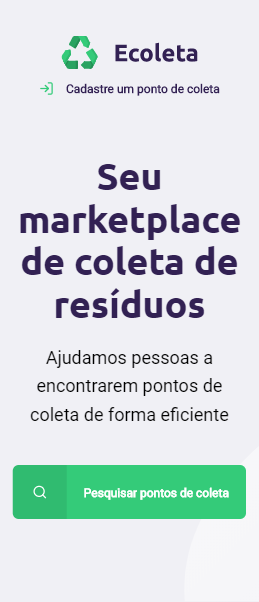 Ecoleta
Cadastre um ponto de coleta
Seu
marketplace
de coleta de
resíduos
Ajudamos pessoas a
encontrarem pontos de
coleta de forma eficiente
Pesquisar pontos de coleta